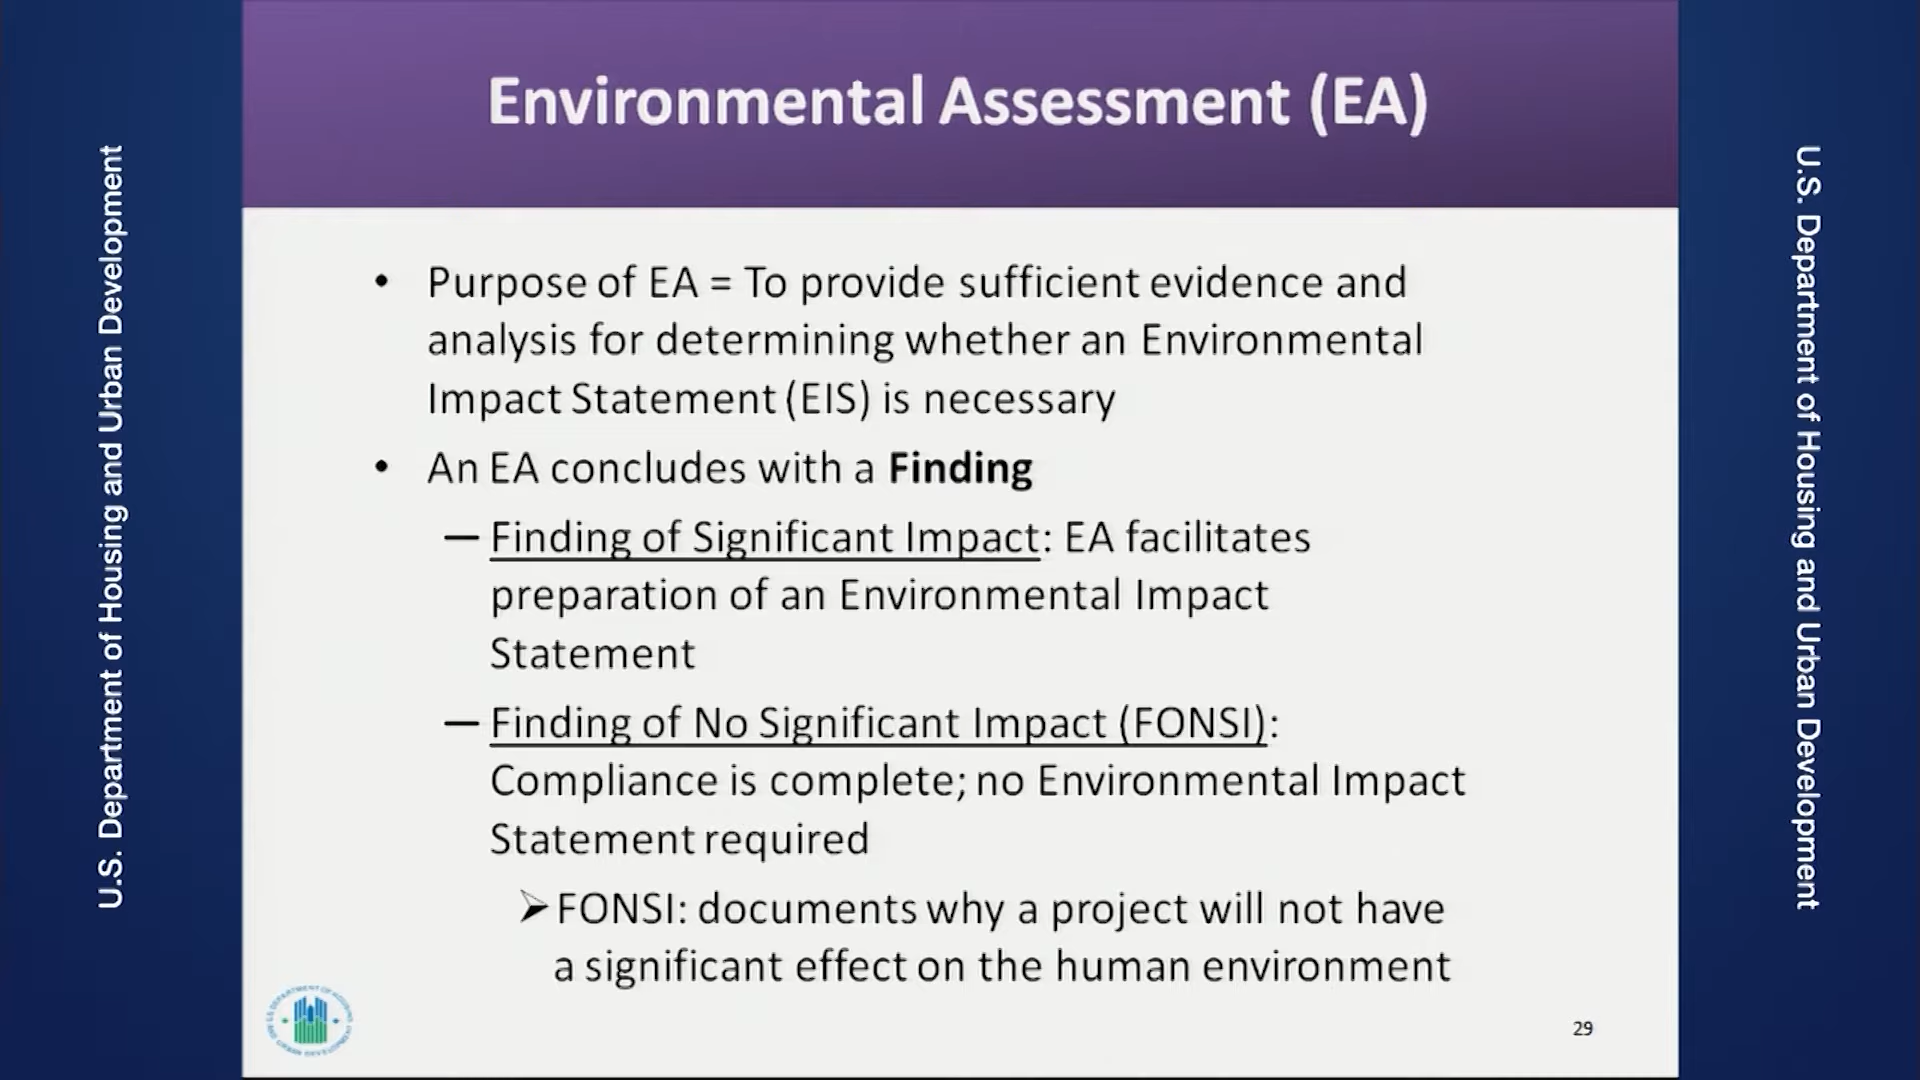 Environmental Assessment (EA)
• Purpose of EA = To provide sufficient evidence and
analysis for determining whether an Environmental
Impact Statement (EIS) is necessary
• An EA concludes with a Finding
— Finding of Significant Impact: EA facilitates
preparation of an Environmental Impact
Statement
— Finding of No Significant Impact (FONSI):
Compliance is complete; no Environmental Impact
Statement required
➢ FONSI: documents why a project will not have
a significant effect on the human environment
29
U.S. Department of Housing and Urban Development
U.S. Department of Housing and Urban Development